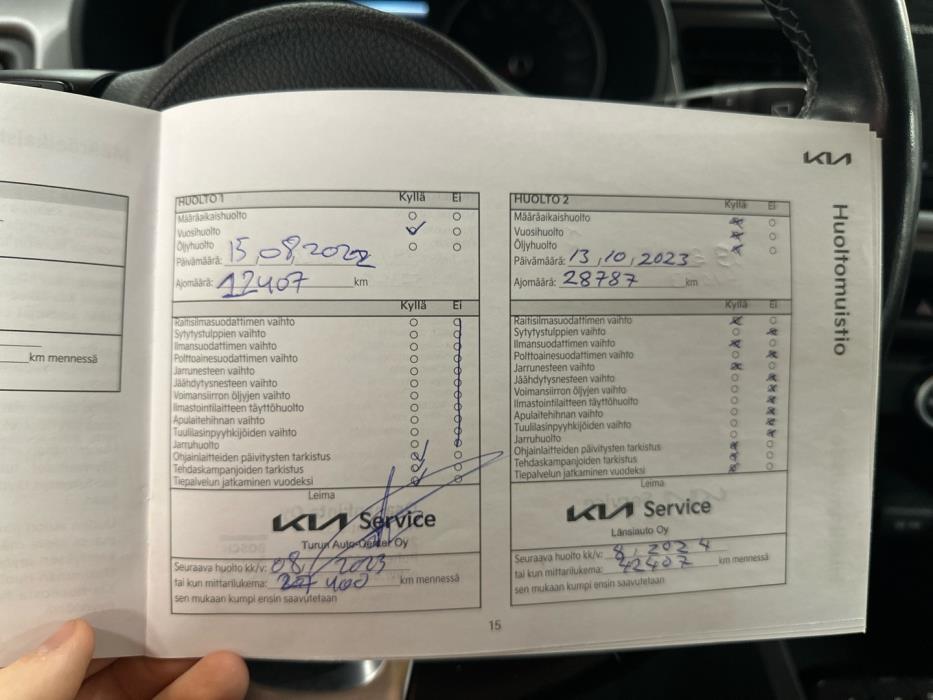 km mennessä
KIA
Huoltomuistio
HUOLTO 1 Kyllä Ei
Määräaikaishuolto
Vuosihuolto
Öljyhuolto
Päivämäärä: 15,08,2022
Ajomäärä: 12407 km
Kyllä Ei
Raitisilmasuodattimen vaihto
Sytytystulppien vaihto
Ilmansuodattimen vaihto
Polttoainesuodattimen vaihto
Jarrunesteen vaihto
Jäähdytysnesteen vaihto
Voimansiirron öljyjen vaihto
Ilmastointilaitteen täyttöhuolto
Apulaitehihnan vaihto
Tuulilasinpyyhkijöiden vaihto
Jarruhuolto
Ohjainlaitteiden päivitysten tarkistus
Tehdaskampanjoiden tarkistus
Tiepalvelun jatkaminen vuodeksi
Leima
KIA Service
Turun Auto-Center Oy
Seuraava huolto kk/v: 08, 2023
tai kun mittarilukema: 400 km mennessä
sen mukaan kumpi ensin saavutetaan
HUOLTO 2 Kyllä Ei
Määräaikaishuolto
Vuosihuolto
Öljyhuolto
Päivämäärä: 13,10,2023
Ajomäärä: 28787 km
Kyllä Ei
Raitisilmasuodattimen vaihto
Sytytystulppien vaihto
Ilmansuodattimen vaihto
Polttoainesuodattimen vaihto
Jarrunesteen vaihto
Jäähdytysnesteen vaihto
Voimansiirron öljyjen vaihto
Ilmastointilaitteen täyttöhuolto
Apulaitehihnan vaihto
Tuulilasinpyyhkijöiden vaihto
Jarruhuolto
Ohjainlaitteiden päivitysten tarkistus
Tehdaskampanjoiden tarkistus
Tiepalvelun jatkaminen vuodeksi
Leima
KIA Service
Länsiauto Oy
Seuraava huolto kk/v: 8, 2024
tai kun mittarilukema: 42407 km mennessä
sen mukaan kumpi ensin saavutetaan
15